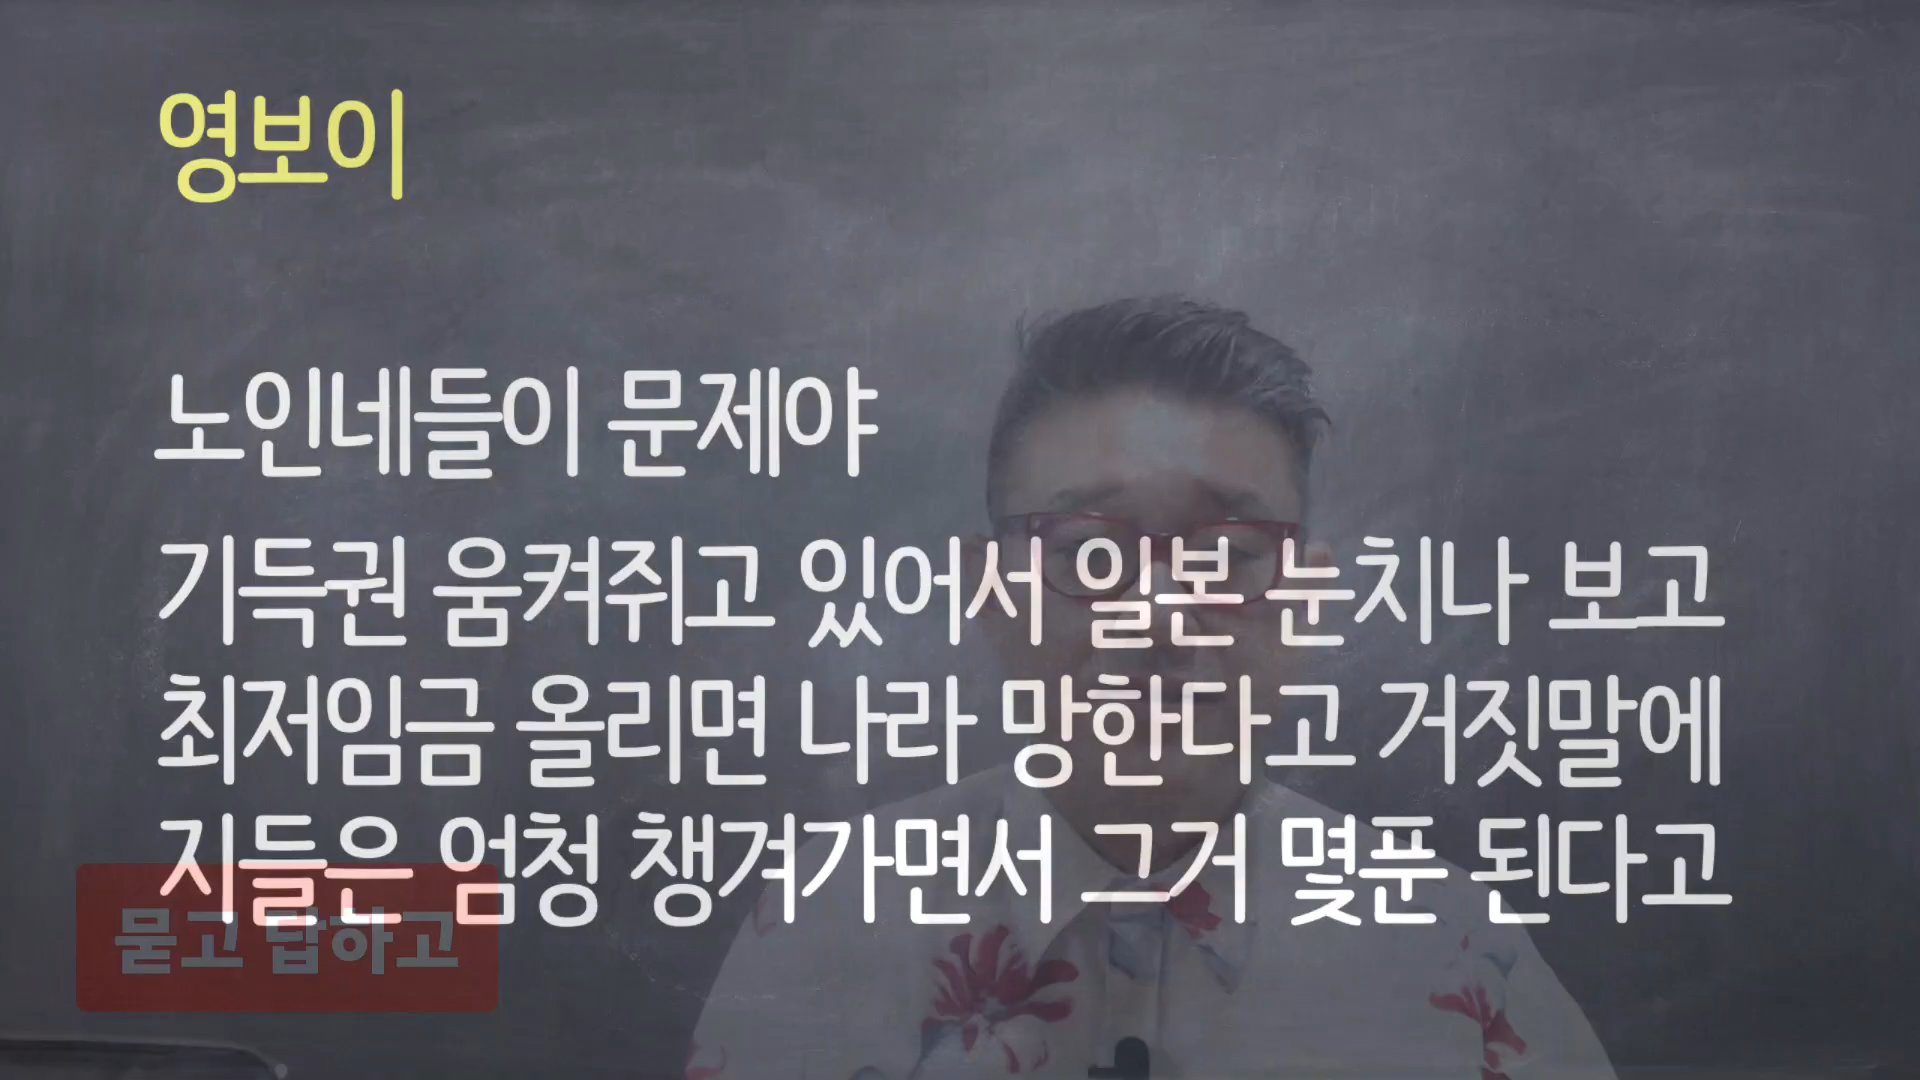 영보이
노인네들이 문제야
기득권 움켜쥐고 있어서 일본 눈치나 보고
최저임금 올리면 나라 망한다고 거짓말에
지들은 엄청 챙겨가면서 그거 몇푼 된다고
묻고 답하고